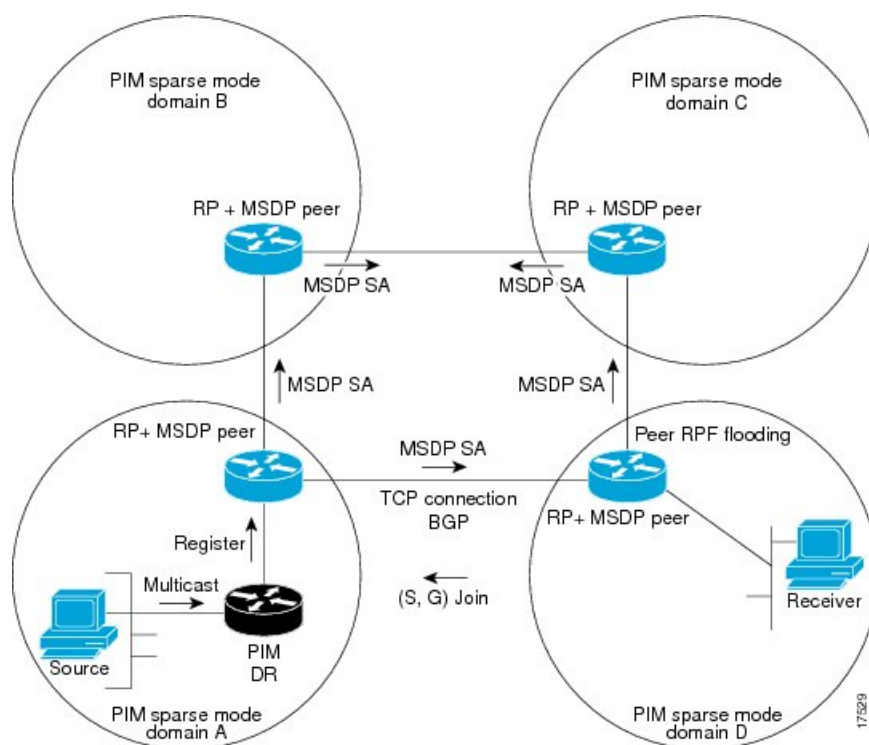 PIM sparse mode
domain B
PIM sparse mode
domain C
RP + MSDP peer
RP + MSDP peer
MSDP SA
MSDP SA
MSDP SA
MSDP SA
RP+ MSDP peer
Peer RPF flooding
MSDP SA
TCP connection
BGP
RP+ MSDP peer
Register
Multicast
(S, G) Join
Receiver
Source
PIM
DR
PIM sparse mode
domain A
PIM sparse mode
domain D
17529